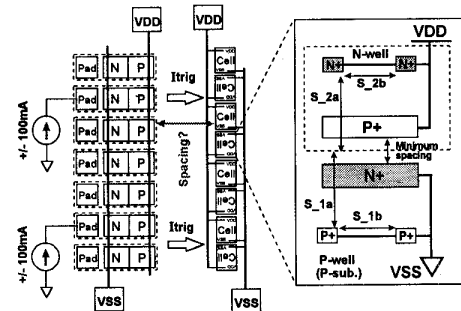 VDD
VDD
Pad N P
Pad N P
Pad N P
Pad N P
Pad N P
Pad N P
Pad N P
+/- 100mA
+/- 100mA
Itrig
Itrig
Spacing?
Cell
Cell
Cell
Cell
Cell
Cell
Cell
Cell
VSS
VSS
VDD
N-well
N+
N+
S_2b
S_2a
P+
Minimum
spacing
N+
S_1a
S_1b
P+
P+
P-well
(P-sub.)
VSS